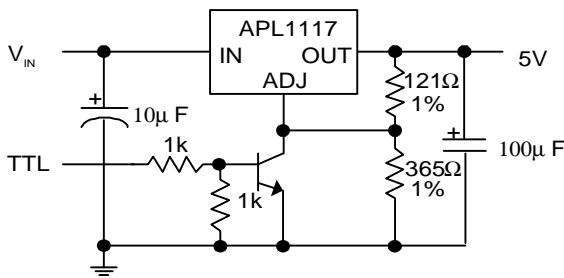 APL1117
V_IN
IN
OUT
5V
ADJ
121Ω
1%
10μ F
1k
TTL
365Ω
1%
100μ F
1k